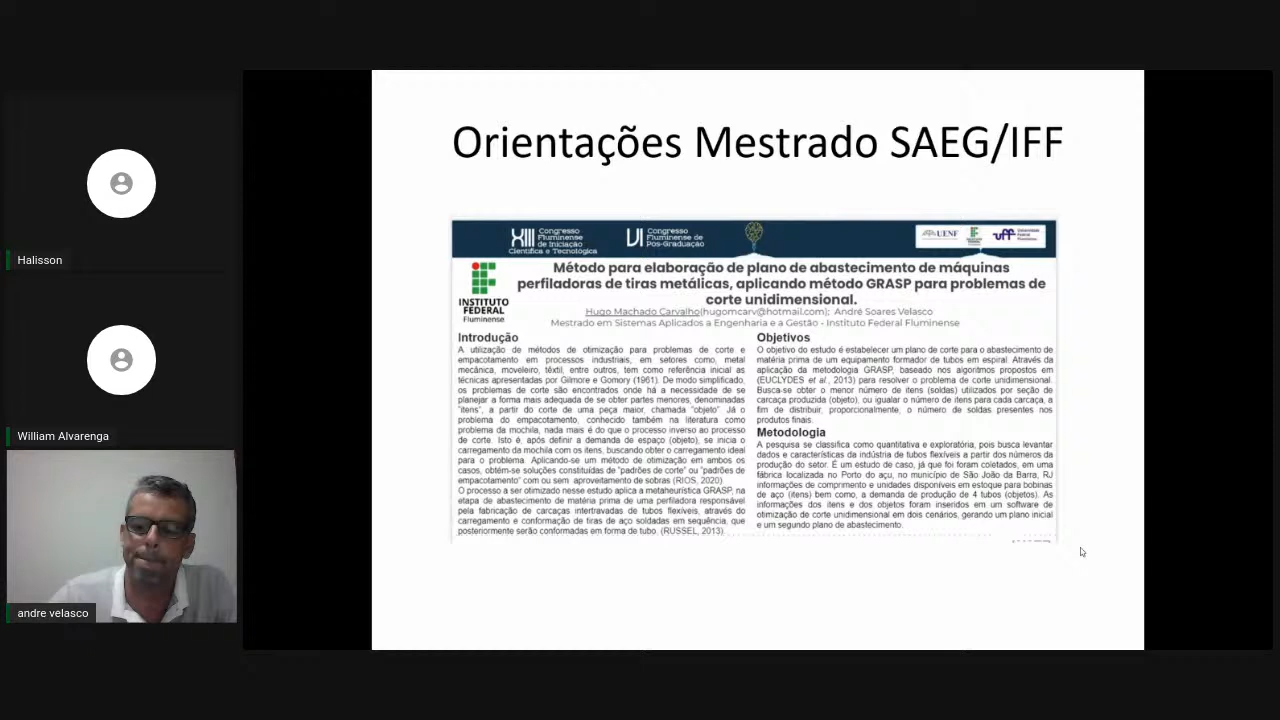 Halisson
William Alvarenga
andre velasco
Orientações Mestrado SAEG/IFF
XIII Congresso
Fluminense
de Iniciação
Científica e Tecnológica
VI Congresso
Fluminense de
Pós-Graduação
UENF
uff Universidade
Federal
Fluminense
INSTITUTO
FEDERAL
Fluminense
Método para elaboração de plano de abastecimento de máquinas
perfiladoras de tiras metálicas, aplicando método GRASP para problemas de
corte unidimensional.
Hugo Machado Carvalho(hugomcarv@hotmail.com); André Soares Velasco
Mestrado em Sistemas Aplicados a Engenharia e a Gestão - Instituto Federal Fluminense
Introdução
A utilização de métodos de otimização para problemas de corte e
empacotamento em processos industriais, em setores como, metal
mecânica, moveleiro, têxtil, entre outros, tem como referência inicial as
técnicas apresentadas por Gilmore e Gomory (1961). De modo simplificado,
os problemas de corte são encontrados onde há a necessidade de se
planejar a forma mais adequada de se obter partes menores, denominadas
"itens", a partir do corte de uma peça maior, chamada "objeto". Já o
problema do empacotamento, conhecido também na literatura como
problema da mochila, nada mais é do que o processo inverso ao processo
de corte. Isto é, após definir a demanda de espaço (objeto), se inicia o
carregamento da mochila com os itens, buscando obter o carregamento ideal
para o problema. Aplicando-se um método de otimização em ambos os
casos, obtém-se soluções constituídas de "padrões de corte" ou "padrões de
empacotamento" com ou sem aproveitamento de sobras (RIOS, 2020)
O processo a ser otimizado nesse estudo aplica a metaheurística GRASP, na
etapa de abastecimento de matéria prima de uma perfiladora responsável
pela fabricação de carcaças intertravadas de tubos flexíveis, através do
carregamento e conformação de tiras de aço soldadas em sequência, que
posteriormente serão conformadas em forma de tubo. (RUSSEL, 2013).
Objetivos
O objetivo do estudo é estabelecer um plano de corte para o abastecimento de
matéria prima de um equipamento formador de tubos em espiral. Através da
aplicação da metodologia GRASP, baseado nos algoritmos propostos em
(EUCLYDES et al., 2013) para resolver o problema de corte unidimensional.
Busca-se obter o menor número de itens (soldas) utilizados por seção de
carcaça produzida (objeto), ou igualar o número de itens para cada carcaça, a
fim de distribuir, proporcionalmente, o número de soldas presentes nos
produtos finais.
Metodologia
A pesquisa se classifica como quantitativa e exploratória, pois busca levantar
dados e características da indústria de tubos flexíveis a partir dos números da
produção do setor. É um estudo de caso, já que foi foram coletados, em uma
fábrica localizada no Porto do açu, no município de São João da Barra, RJ
informações de comprimento e unidades disponíveis em estoque para bobinas
de aço (itens) bem como, a demanda de produção de 4 tubos (objetos). As
informações dos itens e dos objetos foram inseridos em um software de
otimização de corte unidimensional em dois cenários, gerando um plano inicial
e um segundo plano de abastecimento.